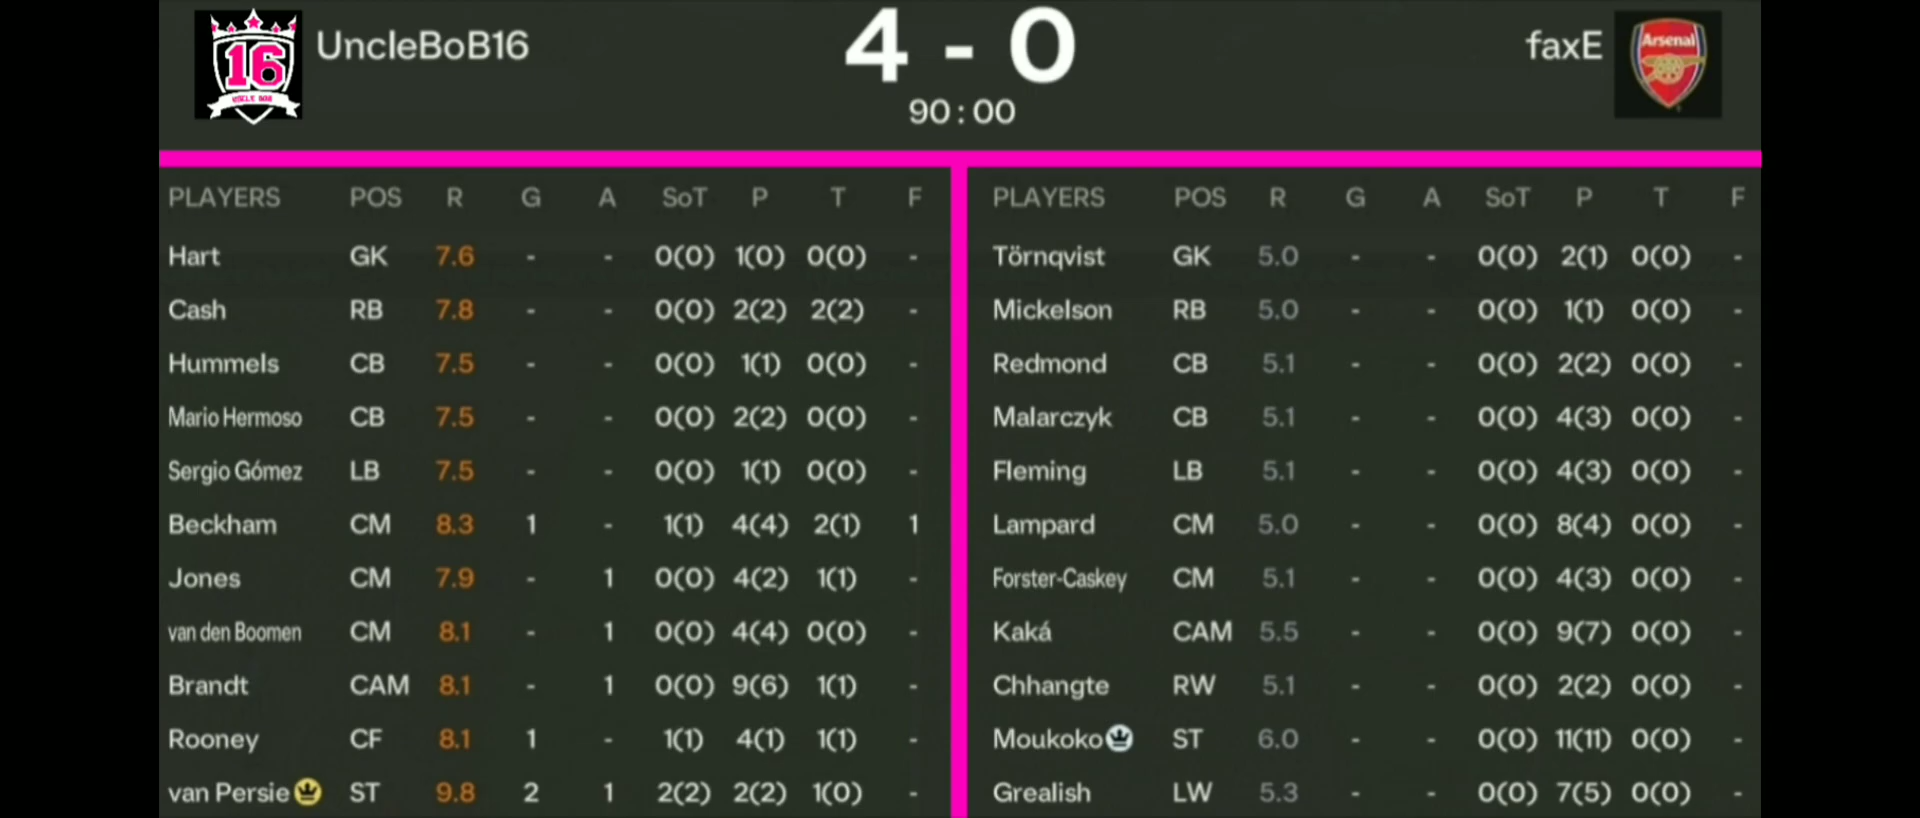 16
UNCLE BOB
UncleBoB16
4 - 0
90:00
faxE
Arsenal
PLAYERS POS R G A SoT P T F
Hart GK 7.6 - - 0(0) 1(0) 0(0) -
Cash RB 7.8 - - 0(0) 2(2) 2(2) -
Hummels CB 7.5 - - 0(0) 1(1) 0(0) -
Mario Hermoso CB 7.5 - - 0(0) 2(2) 0(0) -
Sergio Gómez LB 7.5 - - 0(0) 1(1) 0(0) -
Beckham CM 8.3 1 - 1(1) 4(4) 2(1) 1
Jones CM 7.9 - 1 0(0) 4(2) 1(1) -
van den Boomen CM 8.1 - 1 0(0) 4(4) 0(0) -
Brandt CAM 8.1 - 1 0(0) 9(6) 1(1) -
Rooney CF 8.1 1 - 1(1) 4(1) 1(1) -
van Persie ST 9.8 2 1 2(2) 2(2) 1(0) -
PLAYERS POS R G A SoT P T F
Törnqvist GK 5.0 - - 0(0) 2(1) 0(0) -
Mickelson RB 5.0 - - 0(0) 1(1) 0(0) -
Redmond CB 5.1 - - 0(0) 2(2) 0(0) -
Malarczyk CB 5.1 - - 0(0) 4(3) 0(0) -
Fleming LB 5.1 - - 0(0) 4(3) 0(0) -
Lampard CM 5.0 - - 0(0) 8(4) 0(0) -
Forster-Caskey CM 5.1 - - 0(0) 4(3) 0(0) -
Kaká CAM 5.5 - - 0(0) 9(7) 0(0) -
Chhangte RW 5.1 - - 0(0) 2(2) 0(0) -
Moukoko ST 6.0 - - 0(0) 11(11) 0(0) -
Grealish LW 5.3 - - 0(0) 7(5) 0(0) -